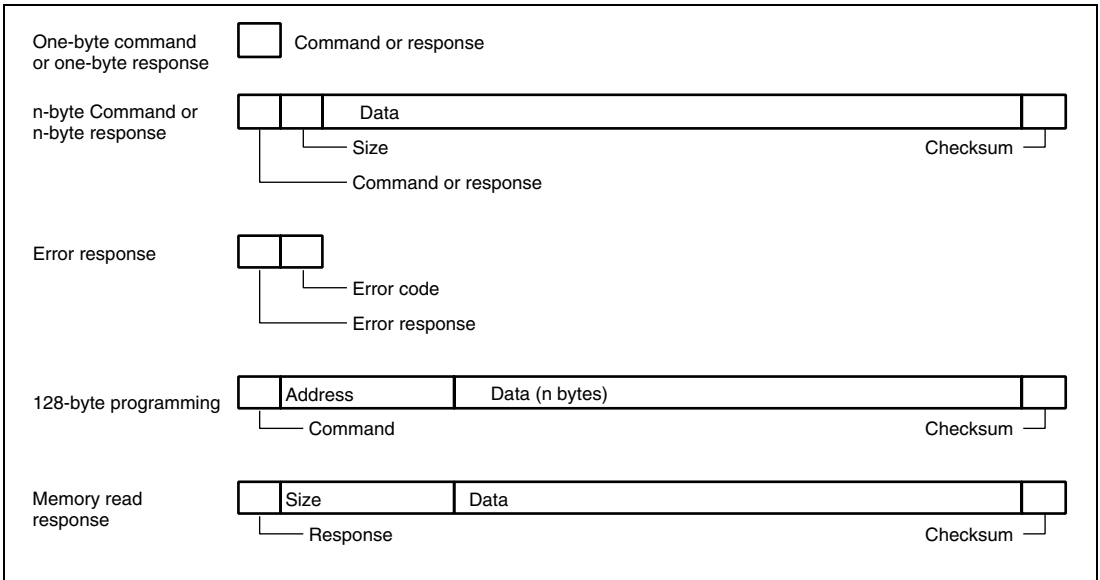 One-byte command
or one-byte response
Command or response
n-byte Command or
n-byte response
Data
Size
Checksum
Command or response
Error response
Error code
Error response
128-byte programming
Address
Data (n bytes)
Command
Checksum
Memory read
response
Size
Data
Response
Checksum